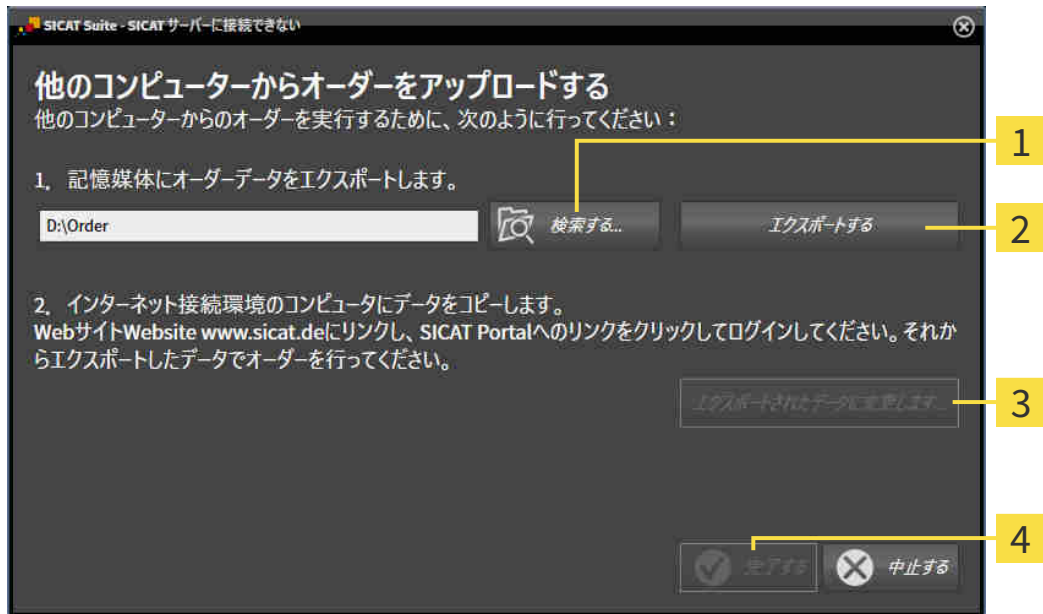 SICAT Suite - SICAT サーバーに接続できない
他のコンピューターからオーダーをアップロードする
他のコンピューターからのオーダーを実行するために、次のように行ってください：
1
1. 記憶媒体にオーダーデータをエクスポートします。
D:\Order
検索する...
エクスポートする
2
2. インターネット接続環境のコンピュータにデータをコピーします。
WebサイトWebsite www.sicat.deにリンクし、SICAT Portalへのリンクをクリックしてログインしてください。それか
らエクスポートしたデータでオーダーを行ってください。
エクスポートされたデータに変更します...
3
4
完了する
中止する